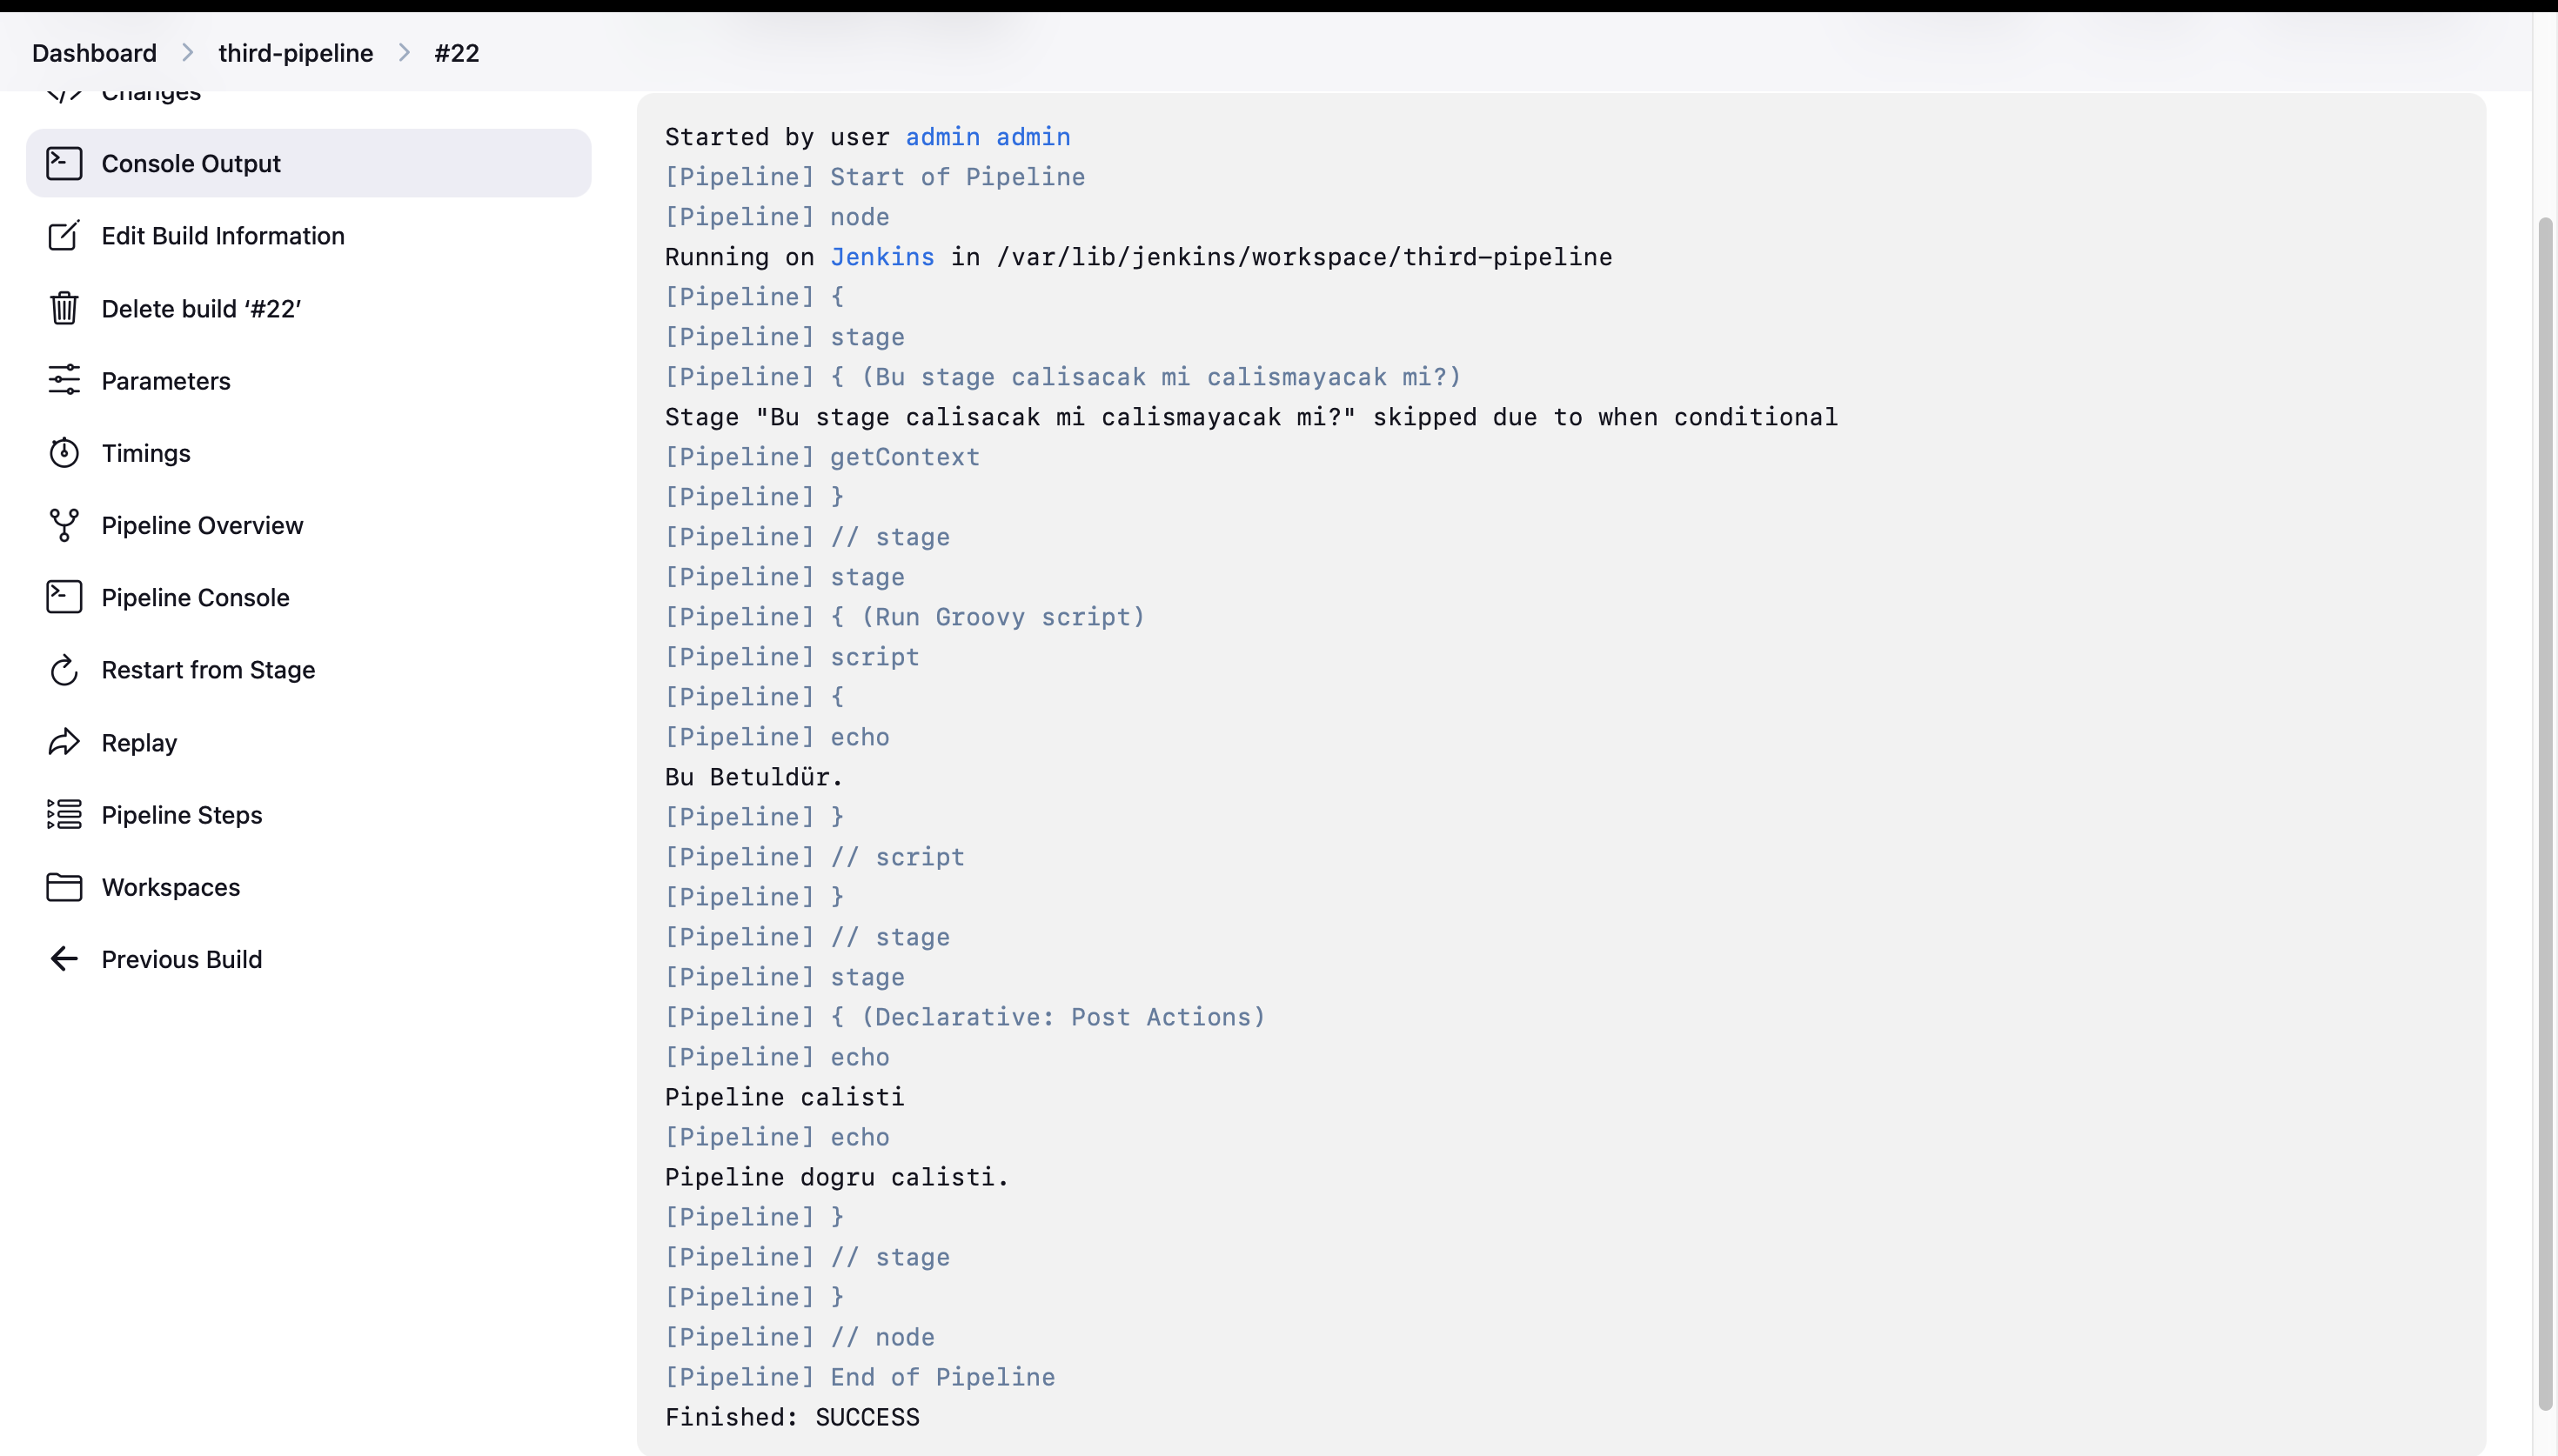 Dashboard > third-pipeline > #22
Changes
Console Output
Edit Build Information
Delete build ‘#22’
Parameters
Timings
Pipeline Overview
Pipeline Console
Restart from Stage
Replay
Pipeline Steps
Workspaces
Previous Build
Started by user admin admin
[Pipeline] Start of Pipeline
[Pipeline] node
Running on Jenkins in /var/lib/jenkins/workspace/third-pipeline
[Pipeline] {
[Pipeline] stage
[Pipeline] { (Bu stage calisacak mi calismayacak mi?)
Stage "Bu stage calisacak mi calismayacak mi?" skipped due to when conditional
[Pipeline] getContext
[Pipeline] }
[Pipeline] // stage
[Pipeline] stage
[Pipeline] { (Run Groovy script)
[Pipeline] script
[Pipeline] {
[Pipeline] echo
Bu Betuldür.
[Pipeline] }
[Pipeline] // script
[Pipeline] }
[Pipeline] // stage
[Pipeline] stage
[Pipeline] { (Declarative: Post Actions)
[Pipeline] echo
Pipeline calisti
[Pipeline] echo
Pipeline dogru calisti.
[Pipeline] }
[Pipeline] // stage
[Pipeline] }
[Pipeline] // node
[Pipeline] End of Pipeline
Finished: SUCCESS